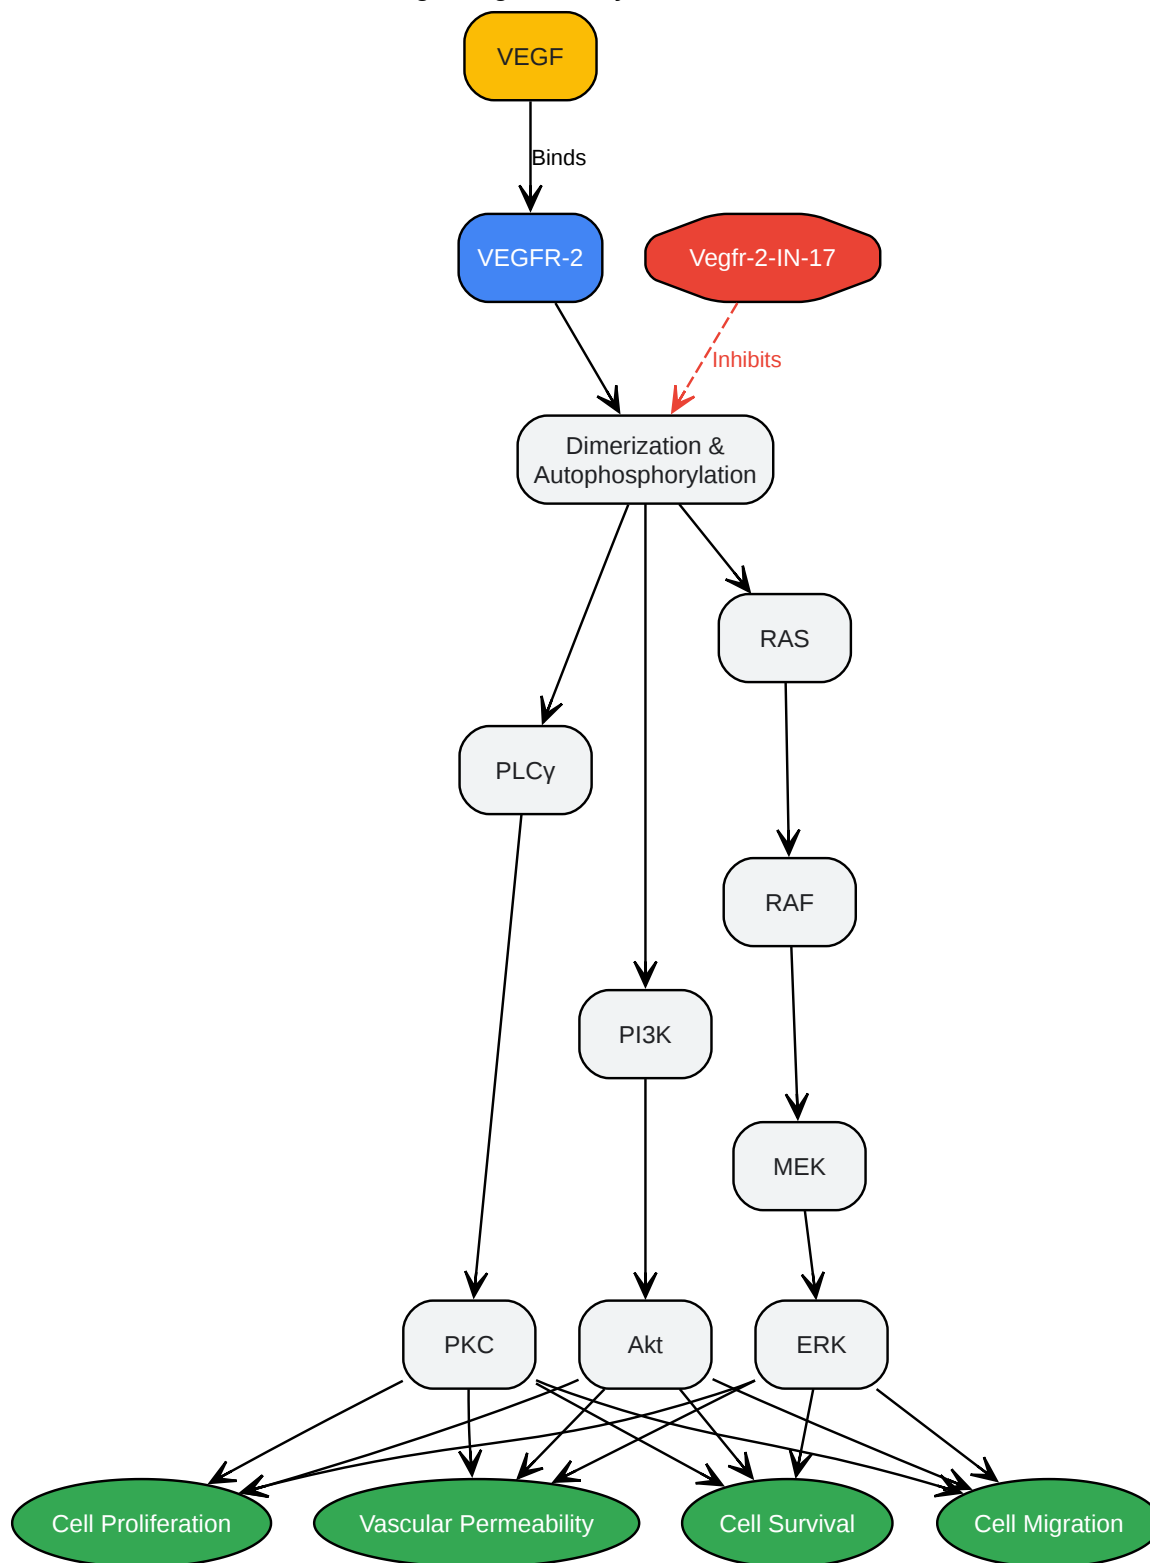 VEGF
Binds
VEGFR-2
Vegfr-2-IN-17
Inhibits
Dimerization &
Autophosphorylation
RAS
PLCγ
RAF
PI3K
MEK
PKC
Akt
ERK
Cell Proliferation
Vascular Permeability
Cell Survival
Cell Migration